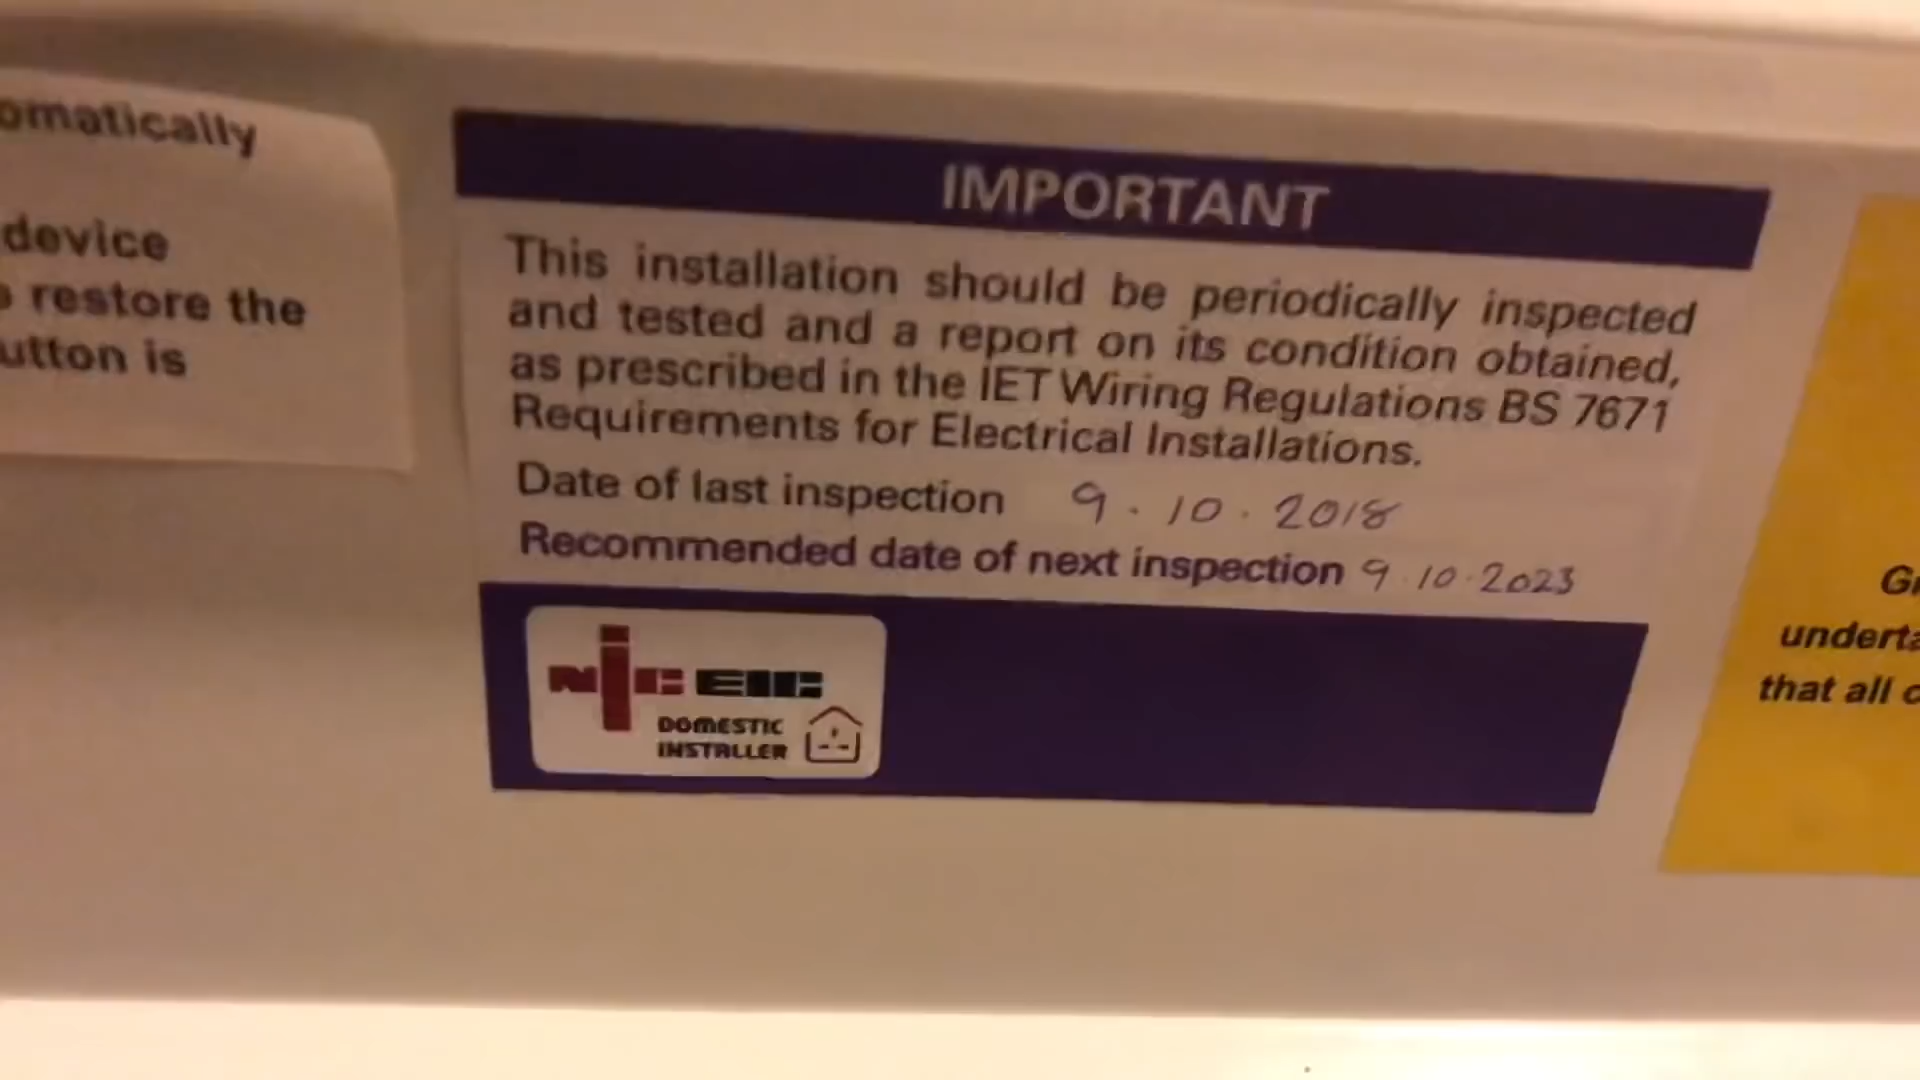 omatically
device
restore the
utton is
IMPORTANT
This installation should be periodically inspected
and tested and a report on its condition obtained,
as prescribed in the IET Wiring Regulations BS 7671
Requirements for Electrical Installations.
Date of last inspection 9.10.2018
Recommended date of next inspection 9.10.2023
NICEIC
DOMESTIC
INSTALLER
underta
that all c